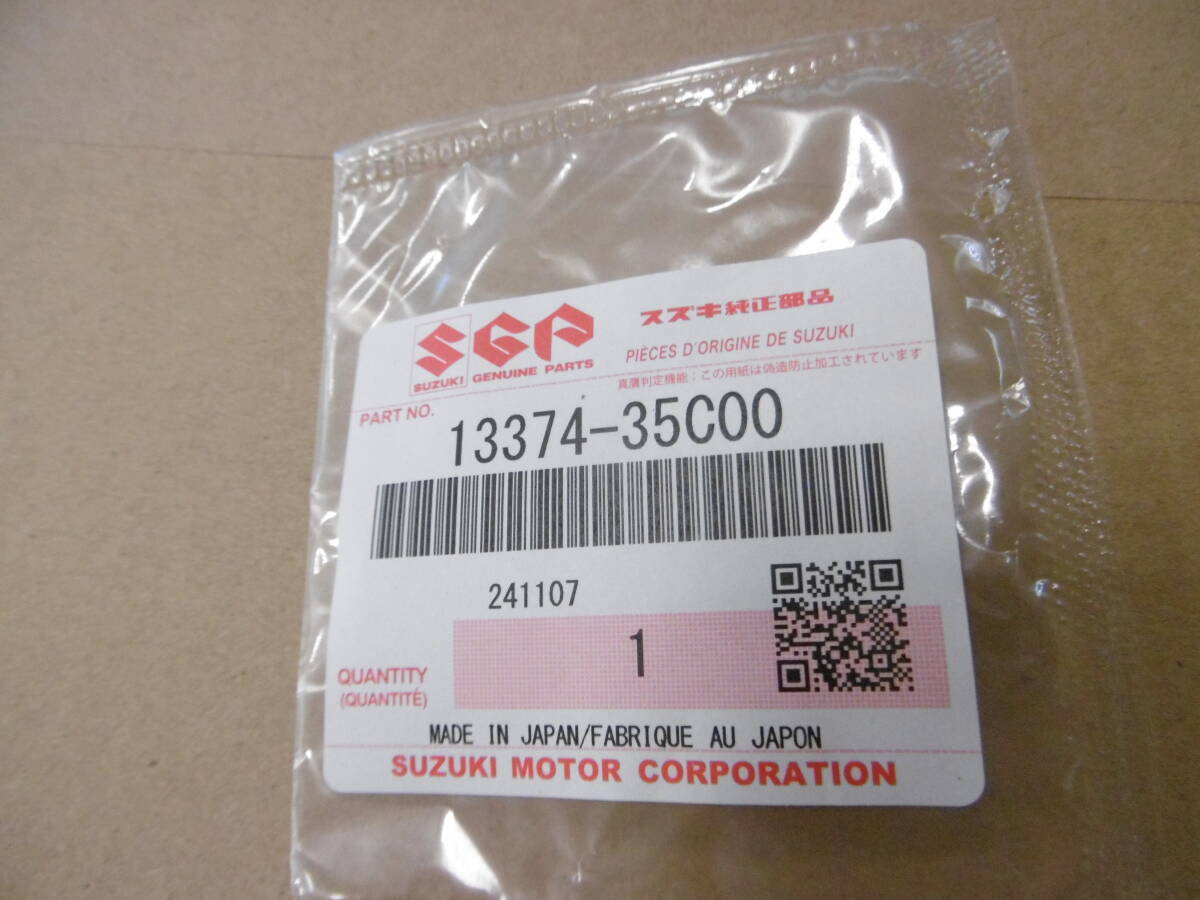 SGP
SUZUKI GENUINE PARTS
スズキ純正部品
PIÈCES D'ORIGINE DE SUZUKI
真贋判定機能:この用紙は偽造防止加工されています
PART NO.
13374-35C00
241107
1
QUANTITY
(QUANTITÉ)
MADE IN JAPAN/FABRIQUE AU JAPON
SUZUKI MOTOR CORPORATION